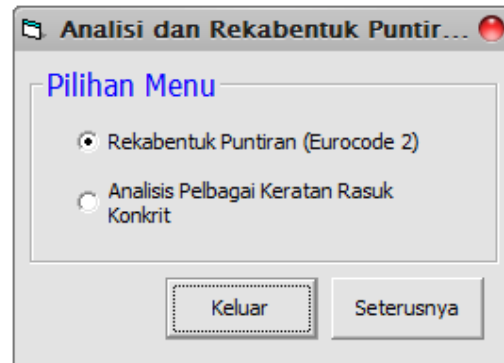 Analisi dan Rekabentuk Puntir...
Pilihan Menu
Rekabentuk Puntiran (Eurocode 2)
Analisis Pelbagai Keratan Rasuk
Konkrit
Keluar Seterusnya